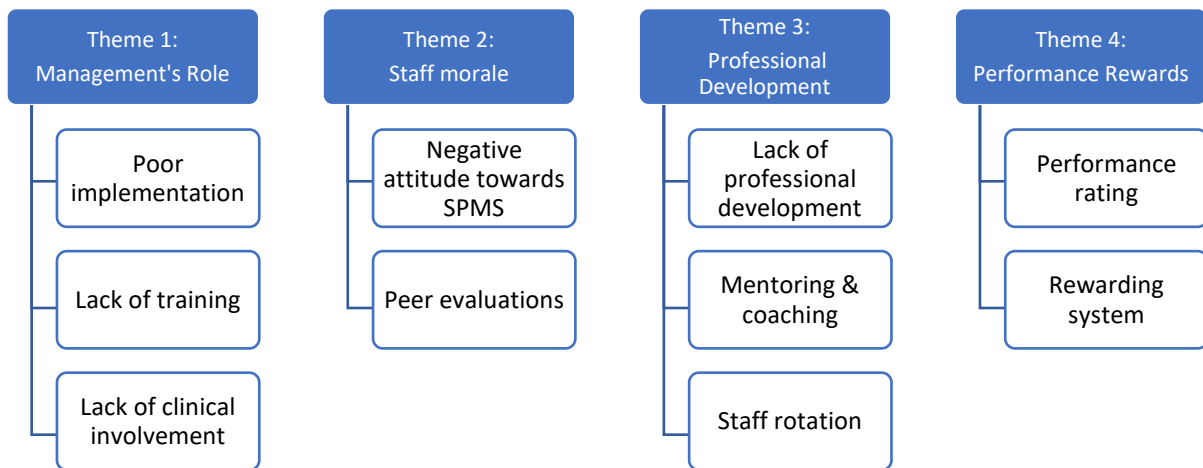 Theme 1:
Management's Role
Poor
implementation
Lack of training
Lack of clinical
involvement
Theme 2:
Staff morale
Negative
attitude towards
SPMS
Peer evaluations
Theme 3:
Professional
Development
Lack of
professional
development
Mentoring &
coaching
Staff rotation
Theme 4:
Performance Rewards
Performance
rating
Rewarding
system